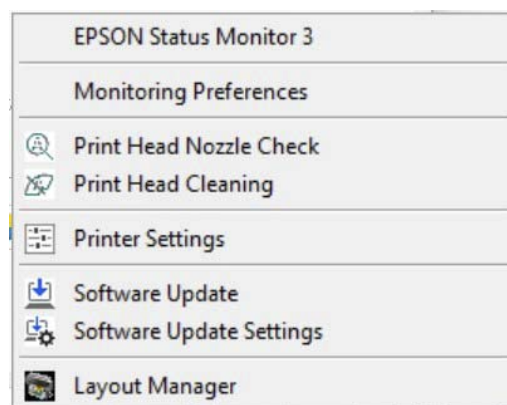 EPSON Status Monitor 3
Monitoring Preferences
Print Head Nozzle Check
Print Head Cleaning
Printer Settings
Software Update
Software Update Settings
Layout Manager